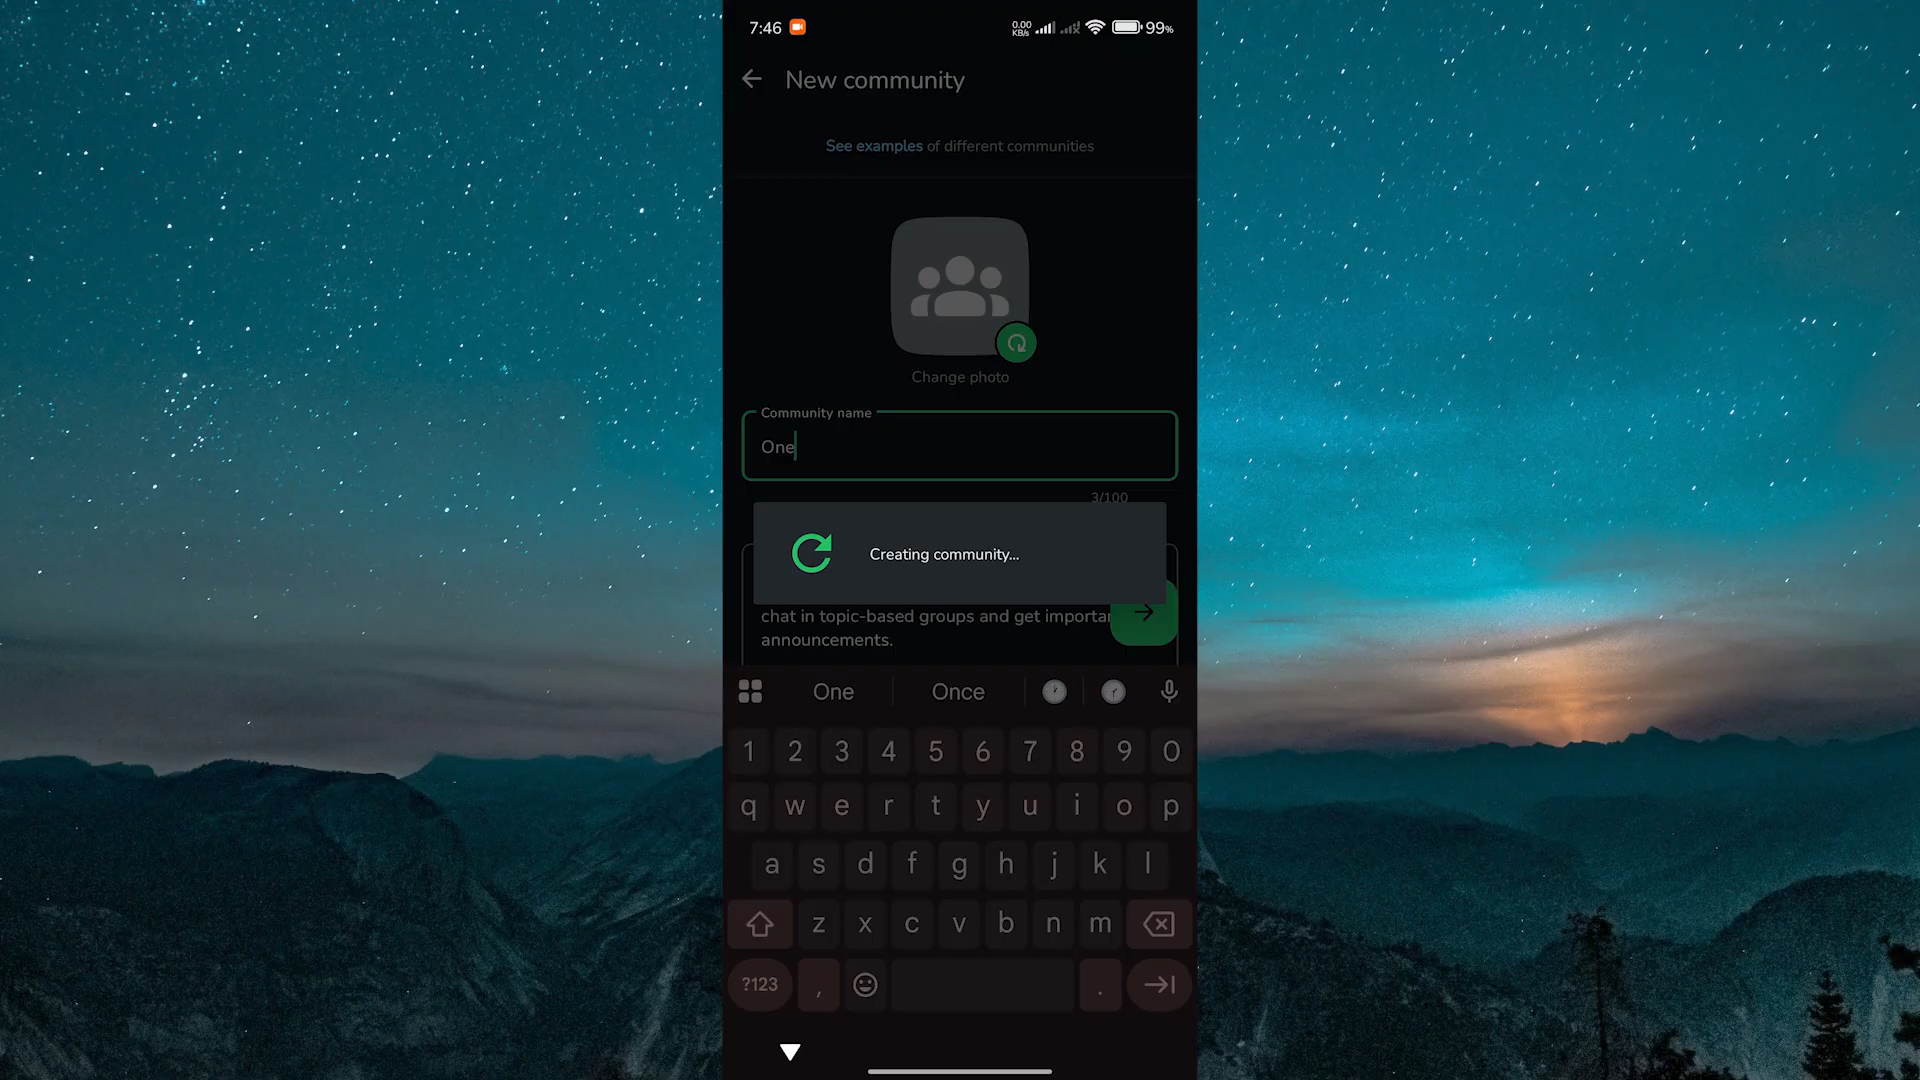 7:46
0.00 KB/s
99%
New community
See examples of different communities
Change photo
Community name
One
3/100
Creating community...
chat in topic-based groups and get importa
announcements.
One Once
1 2 3 4 5 6 7 8 9 0
q w e r t y u i o p
a s d f g h j k l
z x c v b n m
?123 , .